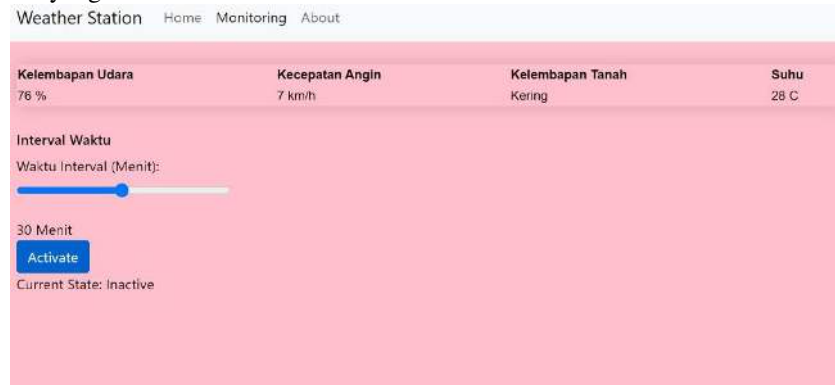 Weather Station Home Monitoring About
Kelembapan Udara Kecepatan Angin Kelembapan Tanah Suhu
76 % 7 km/h Kering 28 C
Interval Waktu
Waktu Interval (Menit):
30 Menit
Activate
Current State: Inactive